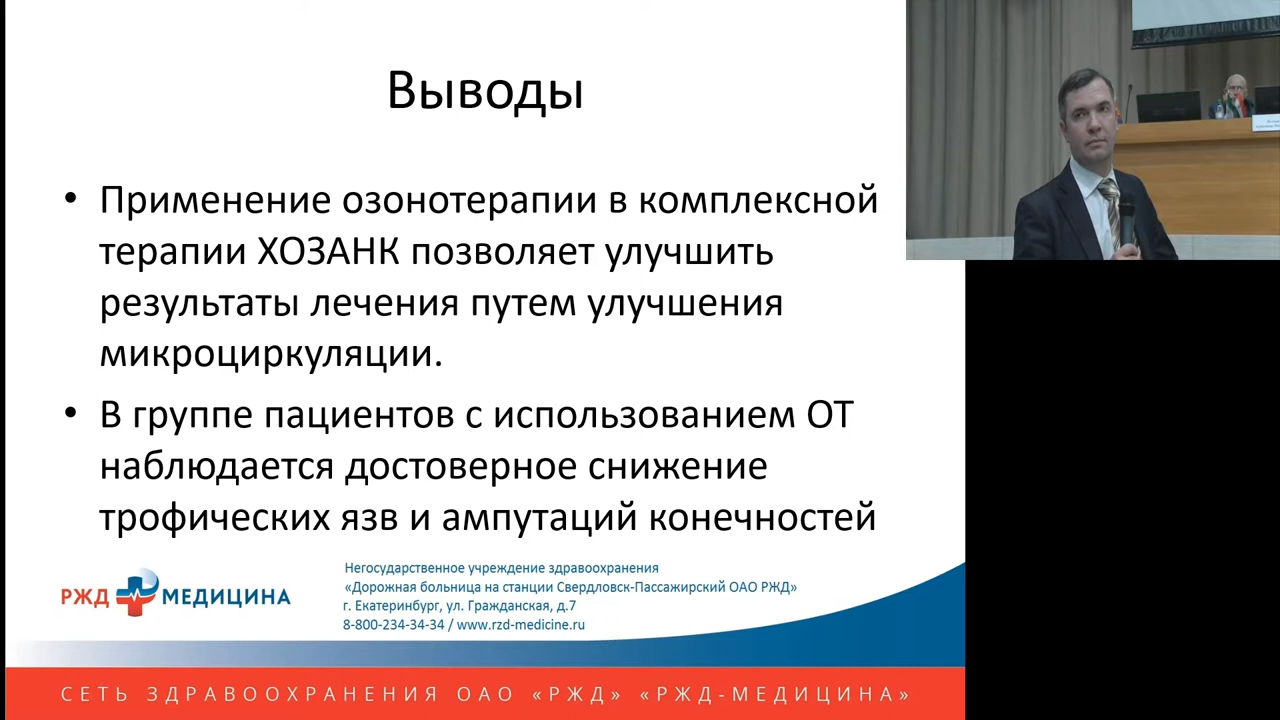 Выводы
• Применение озонотерапии в комплексной
терапии ХОЗАНК позволяет улучшить
результаты лечения путем улучшения
микроциркуляции.
• В группе пациентов с использованием ОТ
наблюдается достоверное снижение
трофических язв и ампутаций конечностей
РЖД МЕДИЦИНА
Негосударственное учреждение здравоохранения
«Дорожная больница на станции Свердловск-Пассажирский ОАО РЖД»
г. Екатеринбург, ул. Гражданская, д.7
8-800-234-34-34 / www.rzd-medicine.ru
СЕТЬ ЗДРАВООХРАНЕНИЯ ОАО «РЖД» «РЖД-МЕДИЦИНА»